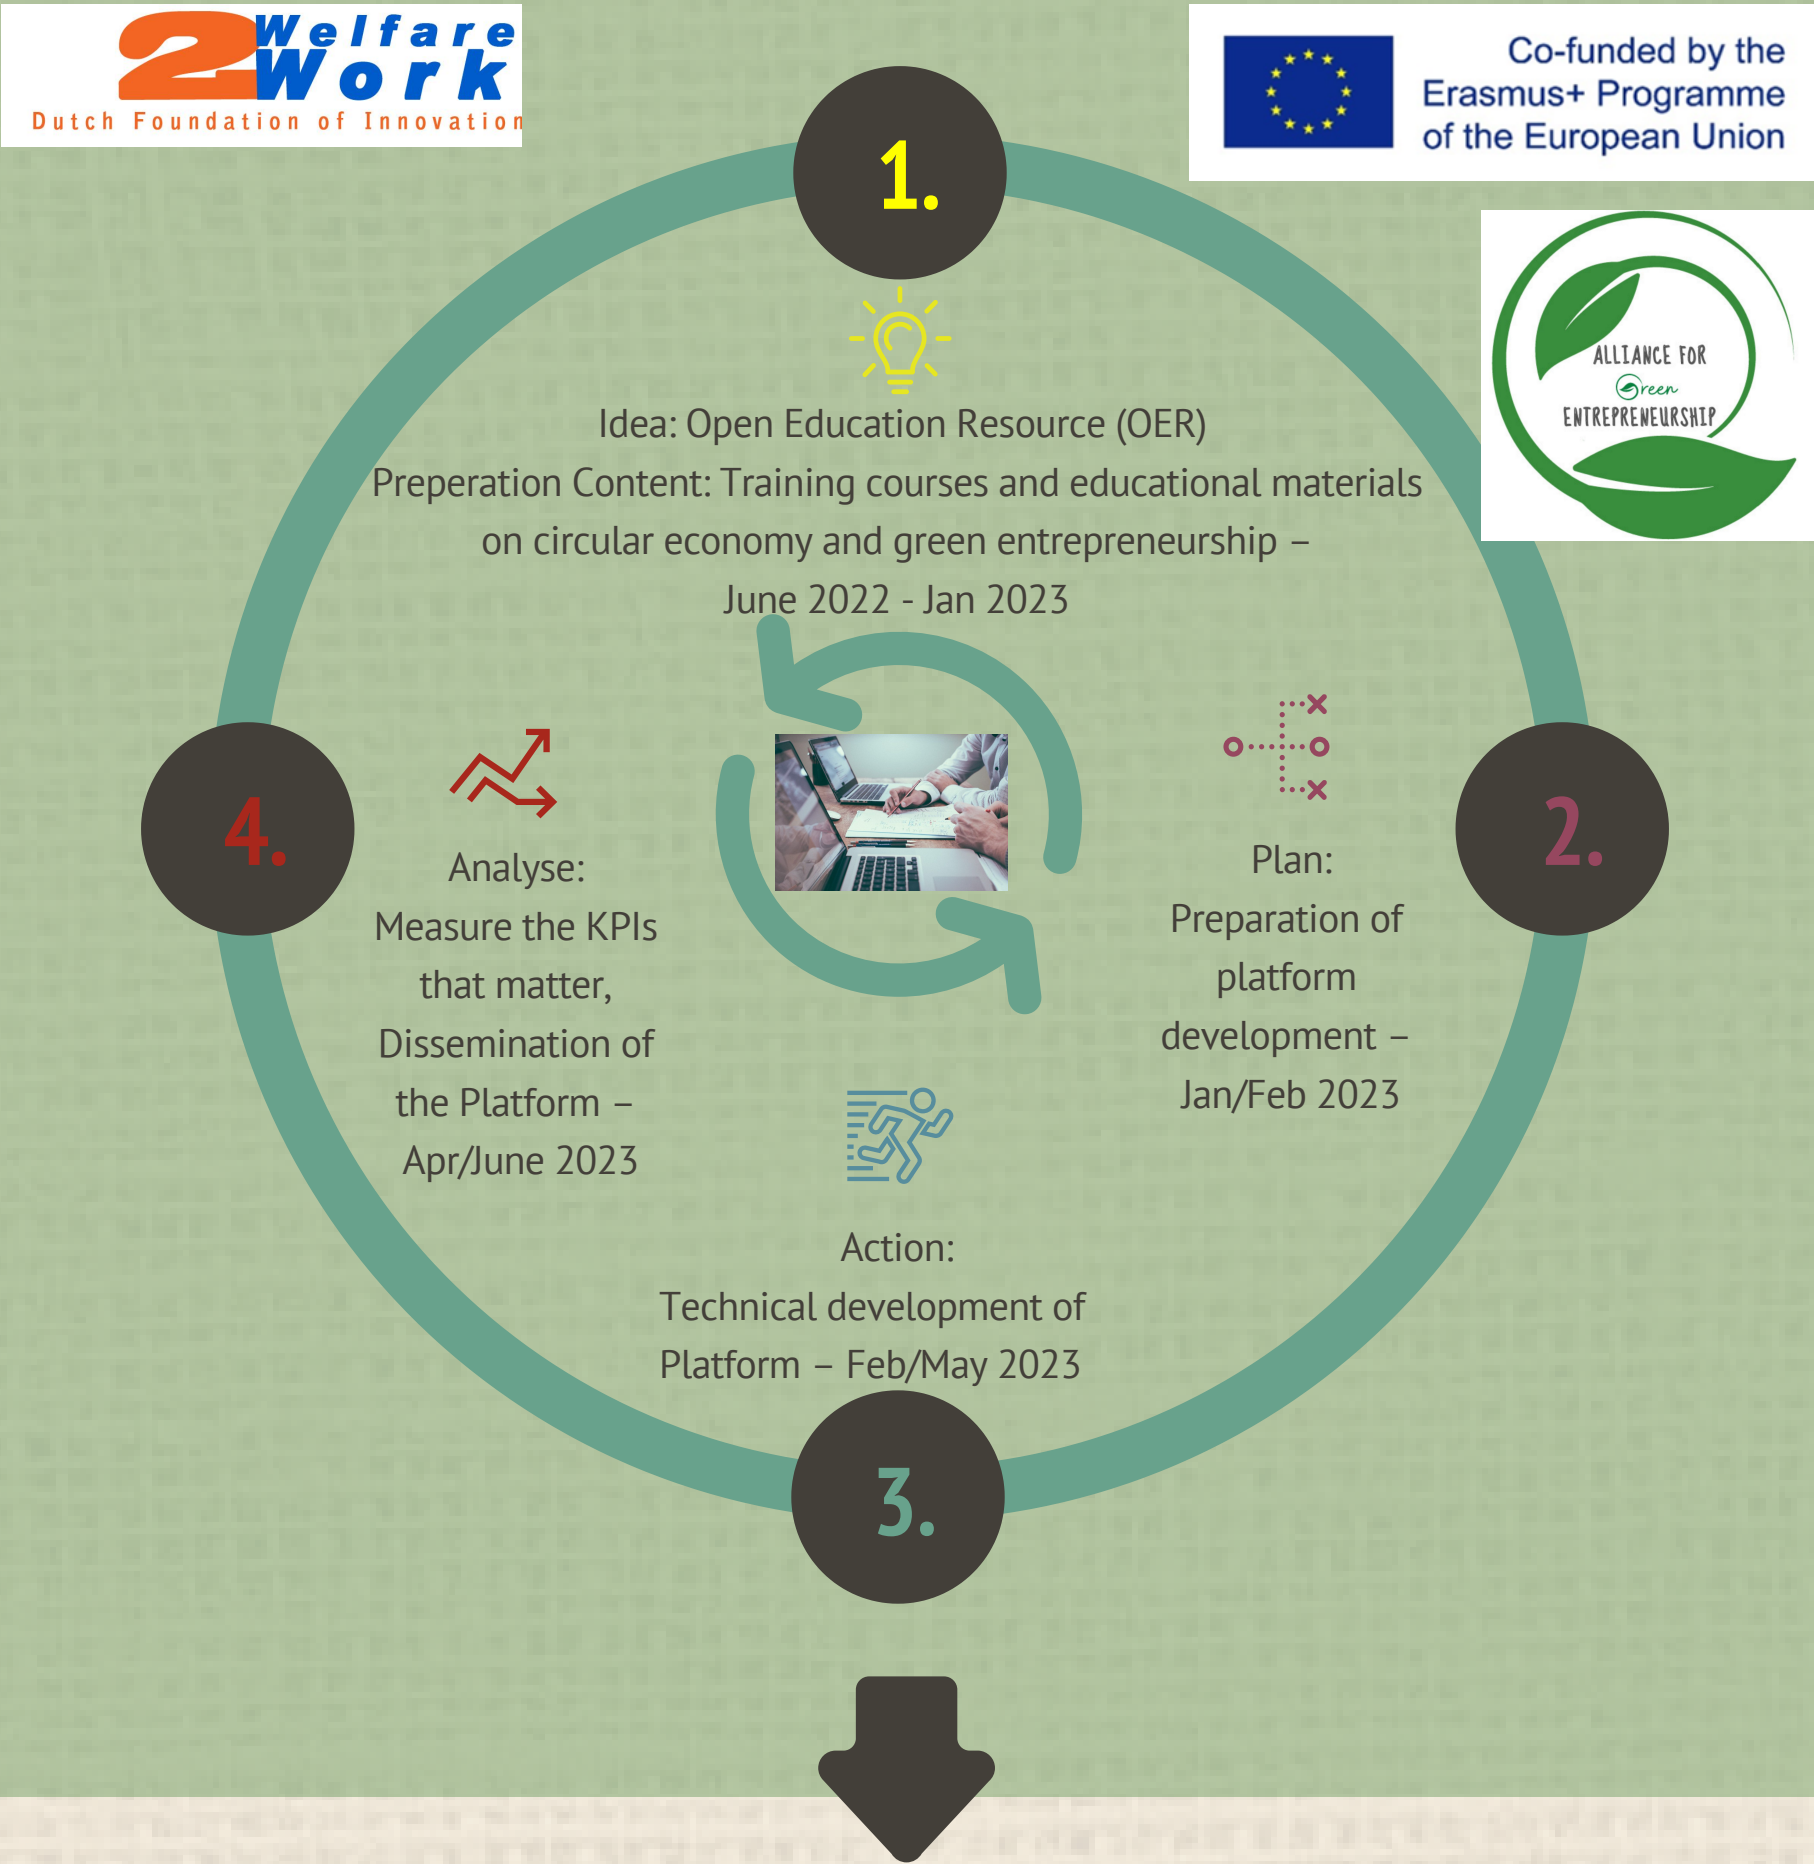 2 Welfare
Work
Dutch Foundation of Innovation
Co-funded by the
Erasmus+ Programme
of the European Union
ALLIANCE FOR
Green
ENTREPRENEURSHIP
1.
Idea: Open Education Resource (OER)
Preperation Content: Training courses and educational materials
on circular economy and green entrepreneurship –
June 2022 - Jan 2023
2.
Plan:
Preparation of
platform
development –
Jan/Feb 2023
Action:
Technical development of
Platform – Feb/May 2023
3.
4.
Analyse:
Measure the KPIs
that matter,
Dissemination of
the Platform –
Apr/June 2023